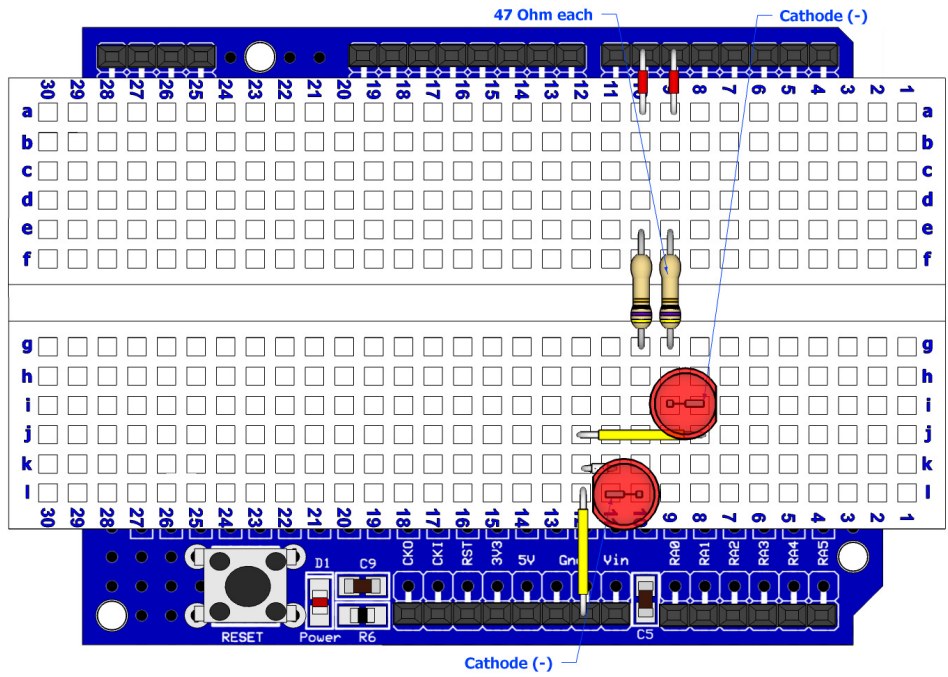 47 Ohm each Cathode (-)
30 29 28 27 26 25 24 23 22 21 20 19 18 17 16 15 14 13 12 11 10 9 8 7 6 5 4 3 2 1
a a
b b
c c
d d
e e
f f
g g
h h
i i
j j
k k
l l
30 29 28 27 26 25 24 23 22 21 20 19 18 17 16 15 14 13 11 10 9 8 7 6 5 4 3 2 1
CKO CKI RST 3V3 5V Gnd Vin RA0 RA1 RA2 RA3 RA4 RA5
D1 C9
RESET Power R6 C5
Cathode (-)